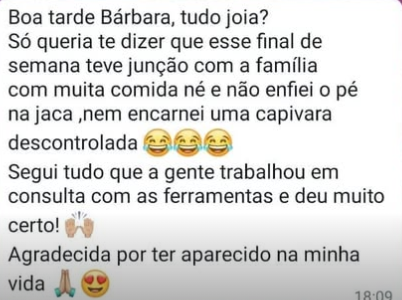 Boa tarde Bárbara, tudo joia?
Só queria te dizer que esse final de
semana teve junção com a família
com muita comida né e não enfiei o pé
na jaca ,nem encarnei uma capivara
descontrolada 😂😂😂
Segui tudo que a gente trabalhou em
consulta com as ferramentas e deu muito
certo! 🙌🏼
Agradecida por ter aparecido na minha
vida 🙏🏼😍
18:09